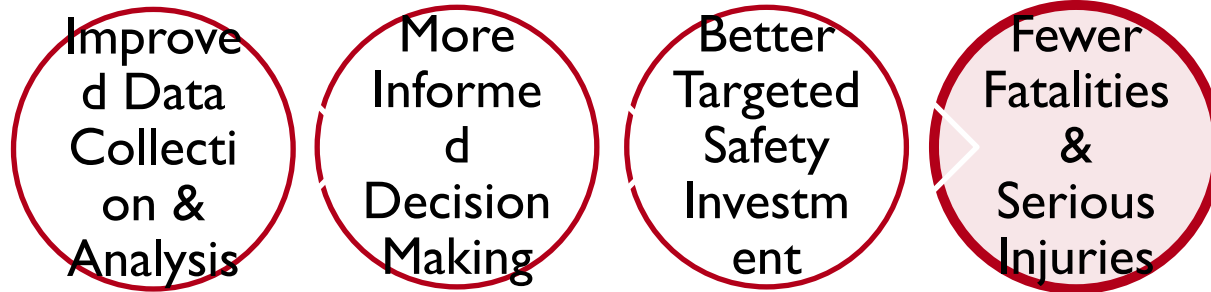 Improve
d Data
Collecti
on &
Analysis
More
Informe
d
Decision
Making
Better
Targeted
Safety
Investm
ent
Fewer
Fatalities
&
Serious
Injuries